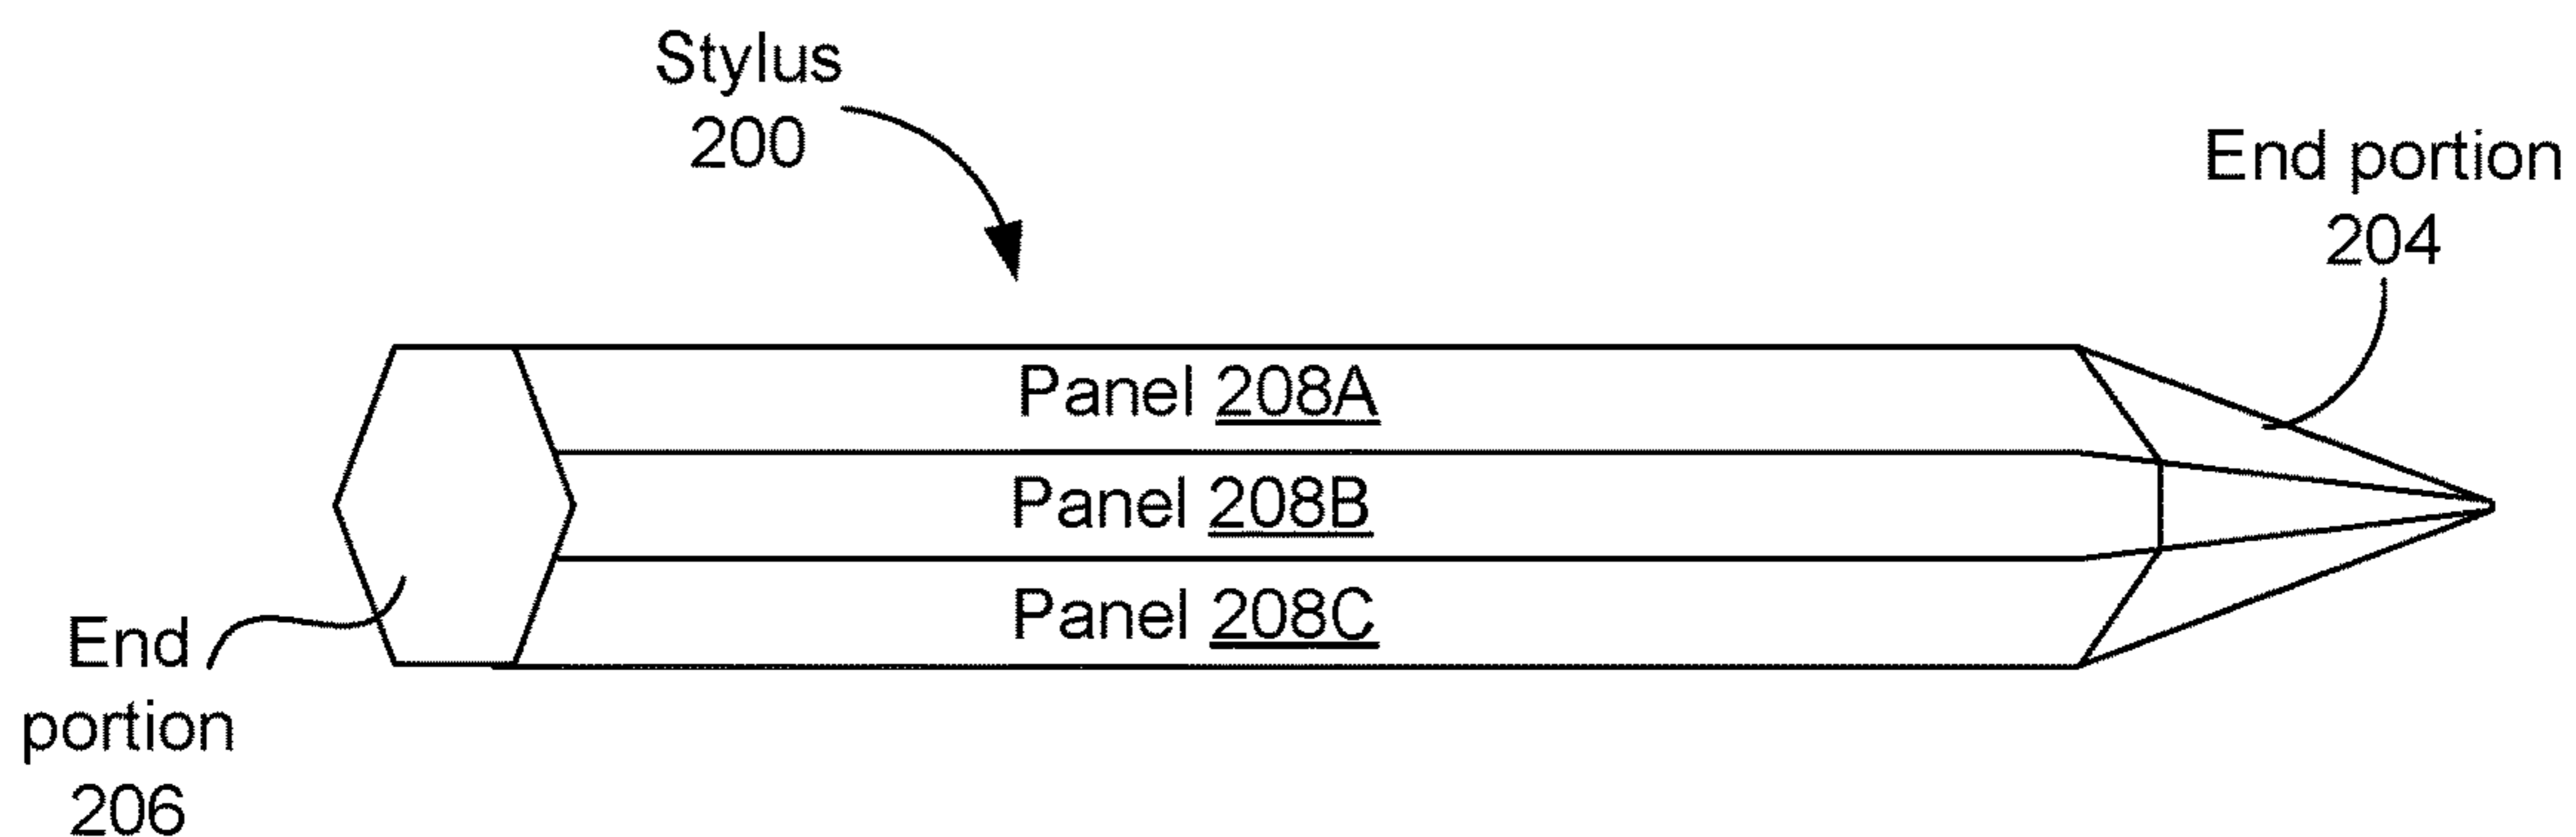 Stylus
200
End portion
204
Panel 208A
Panel 208B
Panel 208C
End
portion
206